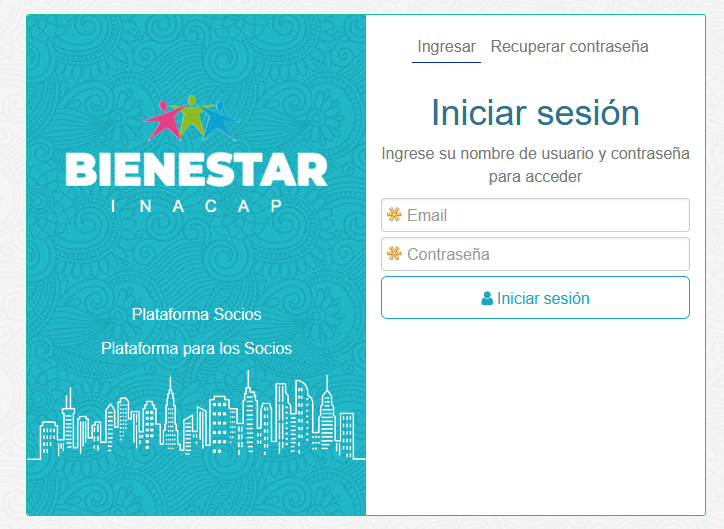 BIENESTAR
INACAP
Plataforma Socios
Plataforma para los Socios
Ingresar
Recuperar contraseña
Iniciar sesión
Ingrese su nombre de usuario y contraseña
para acceder
Email
Contraseña
Iniciar sesión